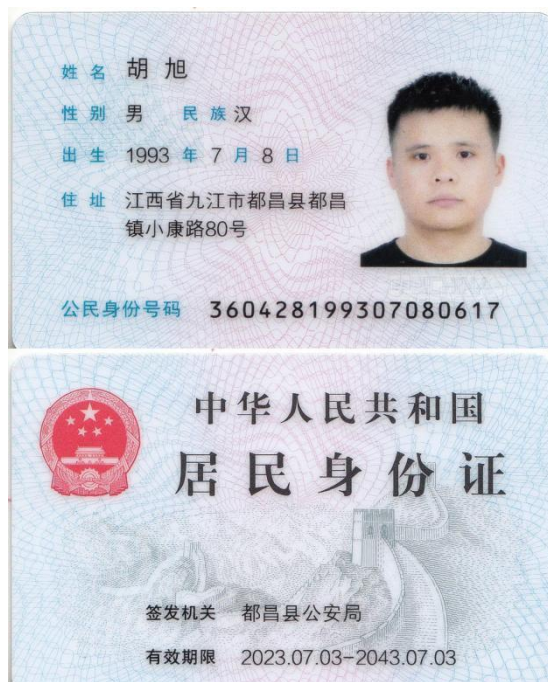 姓名 胡旭
性别 男 民族 汉
出生 1993 年 7 月 8 日
住址 江西省九江市都昌县都昌
镇小康路80号
公民身份号码 360428199307080617
中华人民共和国
居民身份证
签发机关 都昌县公安局
有效期限 2023.07.03-2043.07.03